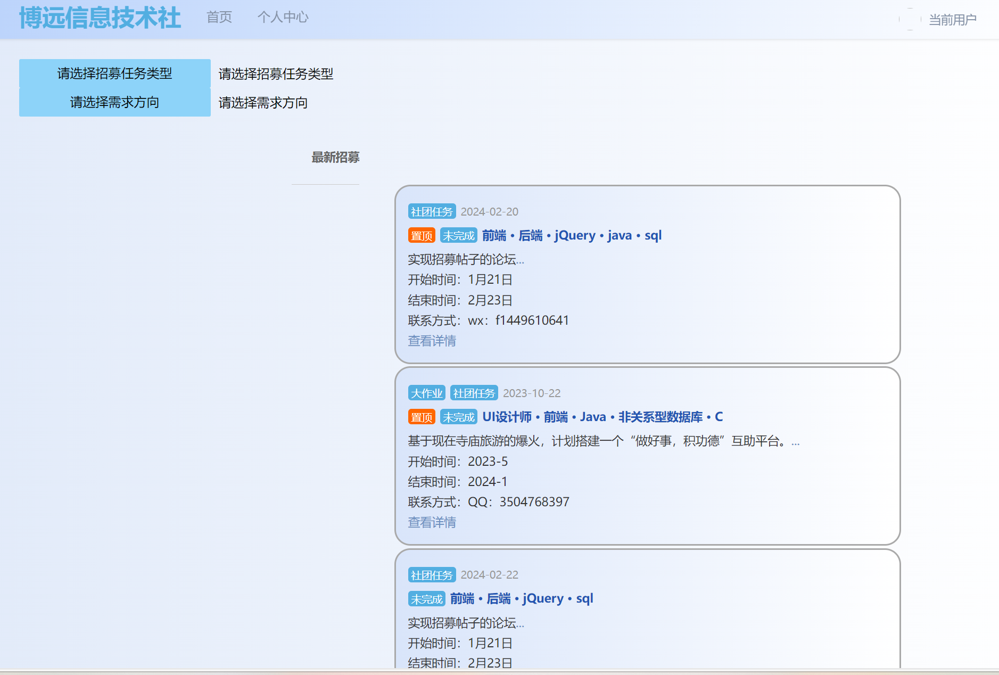 博远信息技术社 首页 个人中心 当前用户
请选择招募任务类型 请选择招募任务类型
请选择需求方向 请选择需求方向
最新招募
社团任务 2024-02-20
置顶 未完成 前端·后端·jQuery·java·sql
实现招募帖子的论坛...
开始时间：1月21日
结束时间：2月23日
联系方式：wx：f1449610641
查看详情
大作业 社团任务 2023-10-22
置顶 未完成 UI设计师·前端·Java·非关系型数据库·C
基于现在寺庙旅游的爆火，计划搭建一个“做好事，积功德”互助平台。...
开始时间：2023-5
结束时间：2024-1
联系方式：QQ：3504768397
查看详情
社团任务 2024-02-22
未完成 前端·后端·jQuery·sql
实现招募帖子的论坛...
开始时间：1月21日
结束时间：2月23日